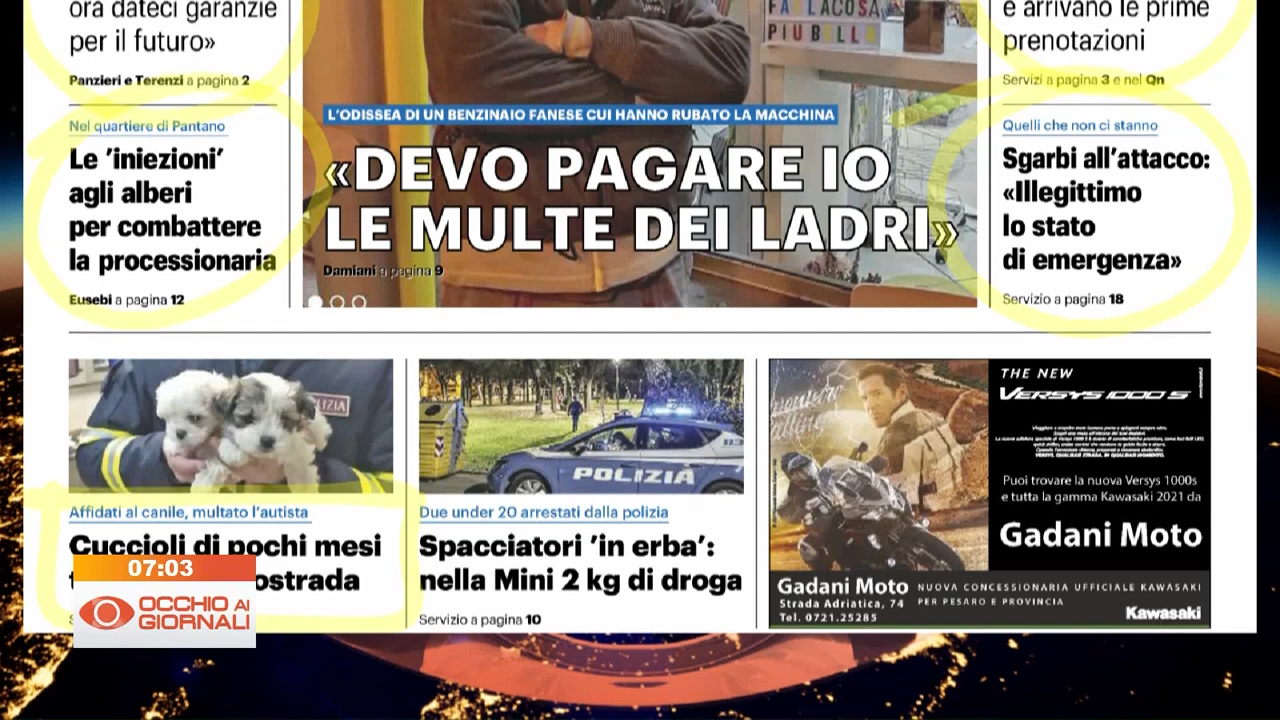 ora dateci garanzie
per il futuro»
Panzieri e Terenzi a pagina 2
Nel quartiere di Pantano
Le 'iniezioni'
agli alberi
per combattere
la processionaria
Eusebi a pagina 12
FA LACOSA
PIU BALLA
L'ODISSEA DI UN BENZINAIO FANESE CUI HANNO RUBATO LA MACCHINA
«DEVO PAGARE IO
LE MULTE DEI LADRI»
Damiani a pagina 9
e arrivano le prime
prenotazioni
Servizi a pagina 3 e nel Qn
Quelli che non ci stanno
Sgarbi all'attacco:
«Illegittimo
lo stato
di emergenza»
Servizio a pagina 18
POLIZIA
Affidati al canile, multato l'autista
Cuccioli di pochi mesi
ostrada
POLIZIA
Due under 20 arrestati dalla polizia
Spacciatori 'in erba':
nella Mini 2 kg di droga
Servizio a pagina 10
THE NEW
VERSYS 1000 S
Puoi trovare la nuova Versys 1000s
e tutta la gamma Kawasaki 2021 da
Gadani Moto
Gadani Moto
Strada Adriatica, 74
Tel. 0721.25285
NUOVA CONCESSIONARIA UFFICIALE KAWASAKI
PER PESARO E PROVINCIA
Kawasaki
07:03
OCCHIO AI
GIORNALI